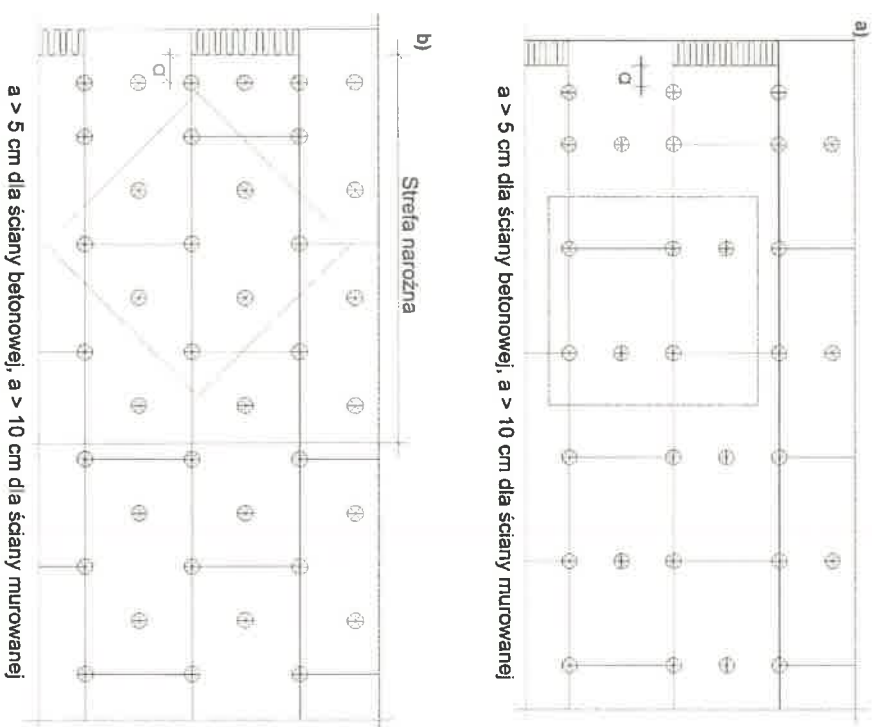 a)
a
a > 5 cm dla ściany betonowej, a > 10 cm dla ściany murowanej
b)
Strefa narożna
a
a > 5 cm dla ściany betonowej, a > 10 cm dla ściany murowanej